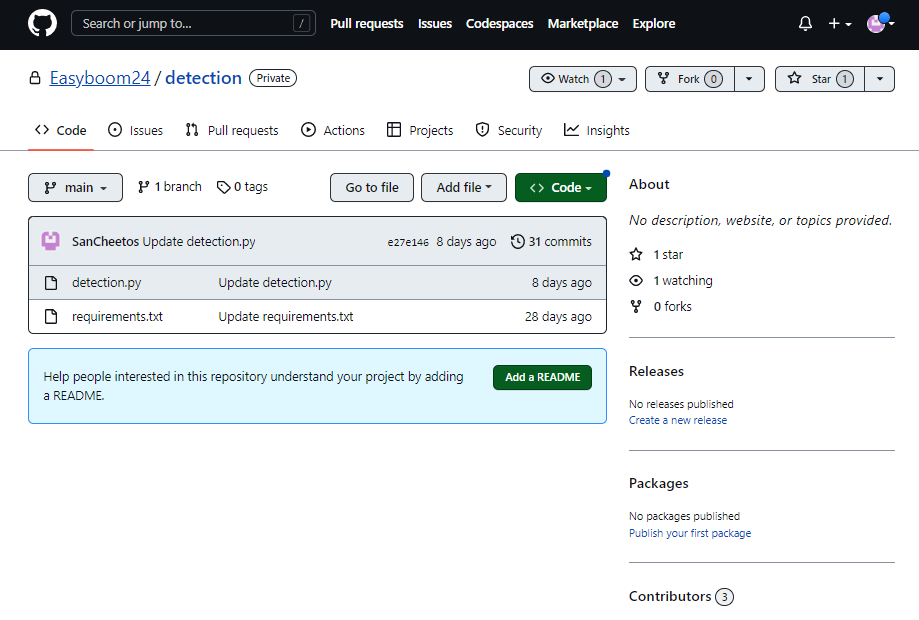 Search or jump to... / Pull requests Issues Codespaces Marketplace Explore
Easyboom24 / detection Private Watch 1 Fork 0 Star 1
Code Issues Pull requests Actions Projects Security Insights
main 1 branch 0 tags Go to file Add file Code
SanCheetos Update detection.py e27e146 8 days ago 31 commits
detection.py Update detection.py 8 days ago
requirements.txt Update requirements.txt 28 days ago
Help people interested in this repository understand your project by adding
a README.
Add a README
About
No description, website, or topics provided.
1 star
1 watching
0 forks
Releases
No releases published
Create a new release
Packages
No packages published
Publish your first package
Contributors 3